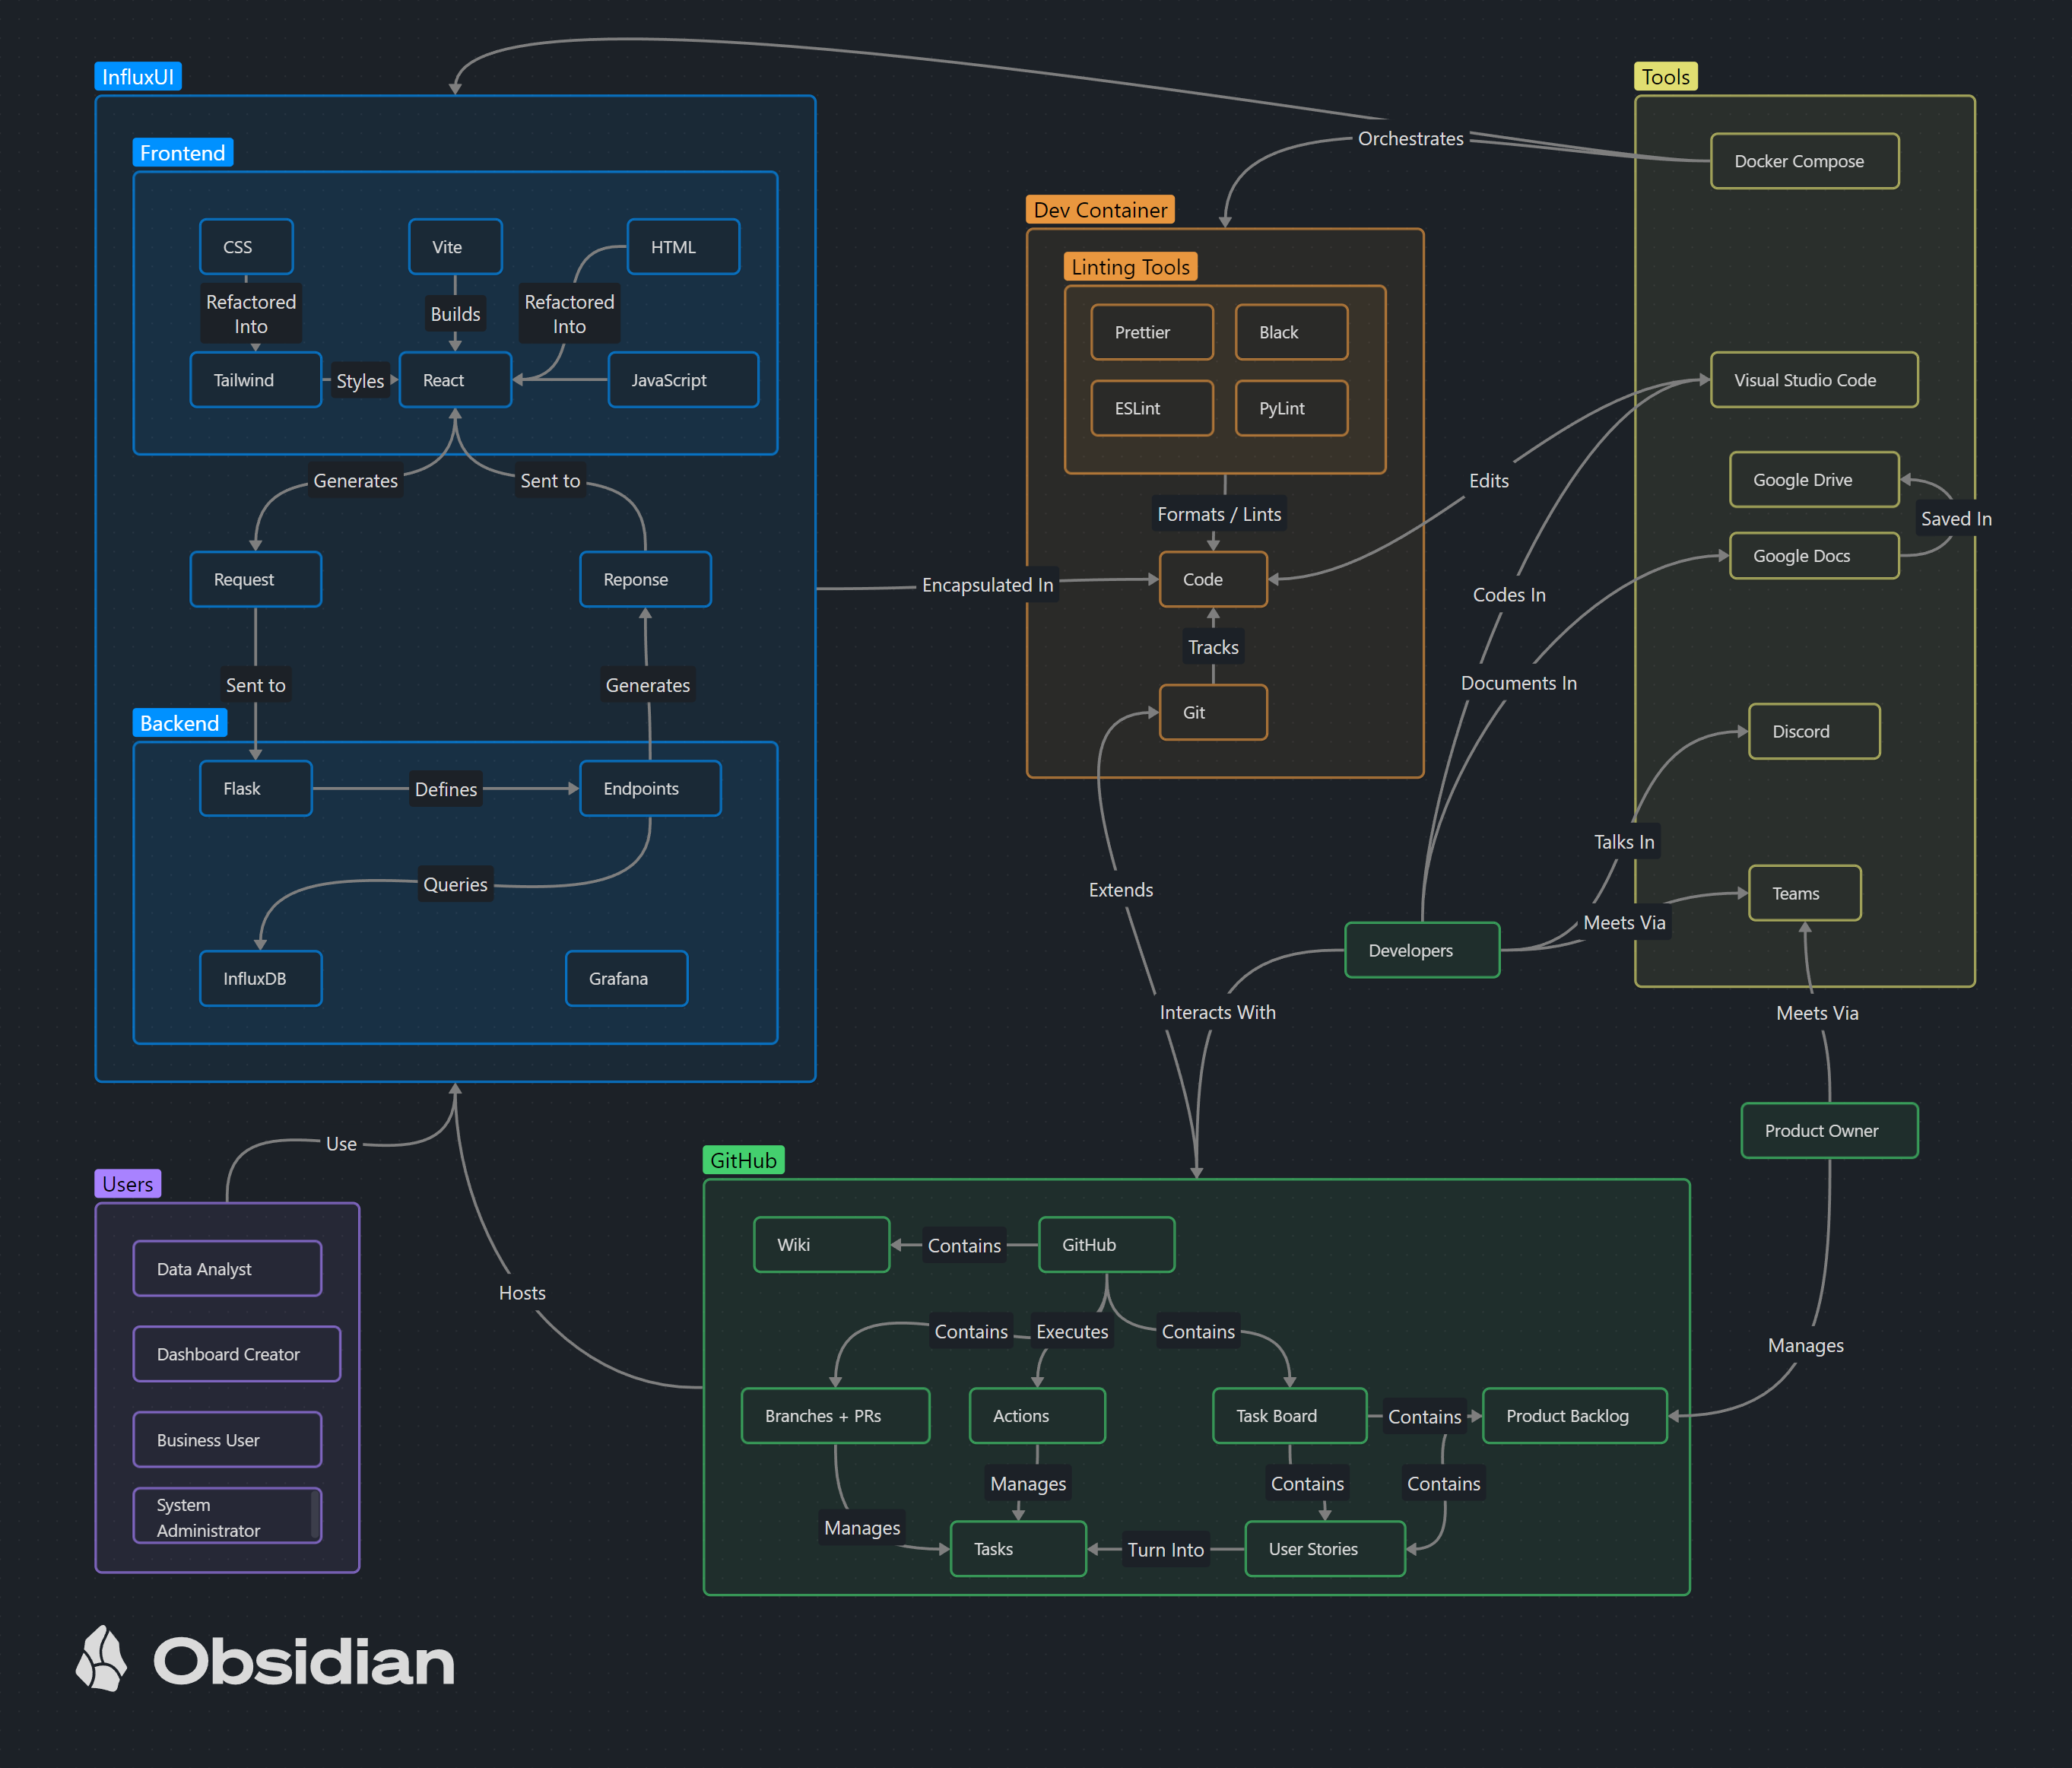 InfluxUI
Tools
Orchestrates
Docker Compose
Frontend
CSS
Vite
HTML
Refactored
Into
Builds
Refactored
Into
Tailwind
Styles
React
JavaScript
Generates
Sent to
Request
Reponse
Sent to
Generates
Backend
Flask
Defines
Endpoints
Queries
InfluxDB
Grafana
Encapsulated In
Dev Container
Linting Tools
Prettier
Black
ESLint
PyLint
Formats / Lints
Code
Tracks
Git
Extends
Edits
Codes In
Documents In
Visual Studio Code
Google Drive
Saved In
Google Docs
Discord
Talks In
Teams
Meets Via
Developers
Interacts With
Meets Via
Product Owner
Manages
Use
Users
Data Analyst
Dashboard Creator
Business User
System
Administrator
Hosts
GitHub
Wiki
Contains
GitHub
Contains
Executes
Contains
Branches + PRs
Actions
Task Board
Contains
Product Backlog
Manages
Contains
Contains
Manages
Tasks
Turn Into
User Stories
Obsidian